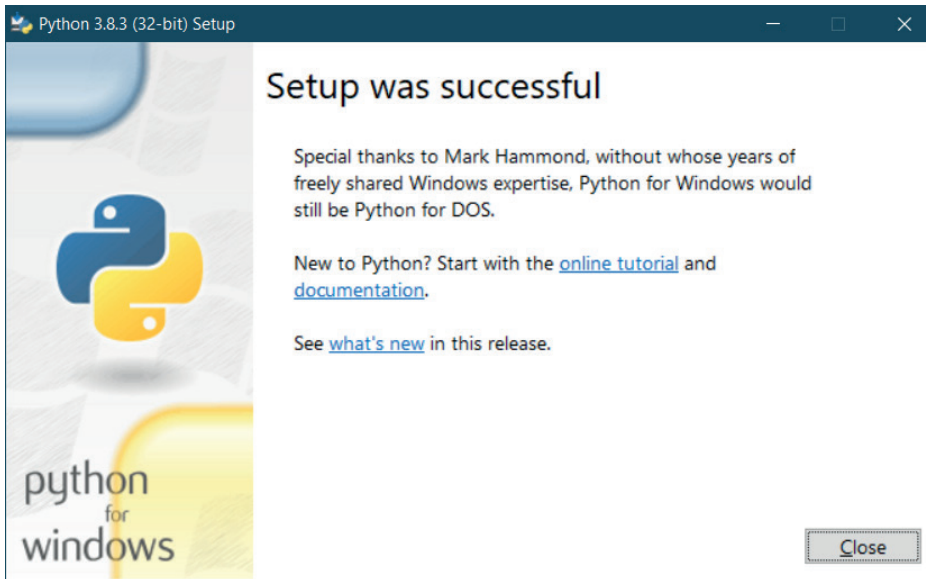 Python 3.8.3 (32-bit) Setup
Setup was successful
Special thanks to Mark Hammond, without whose years of
freely shared Windows expertise, Python for Windows would
still be Python for DOS.
New to Python? Start with the online tutorial and
documentation.
See what's new in this release.
python
for
windows
Close